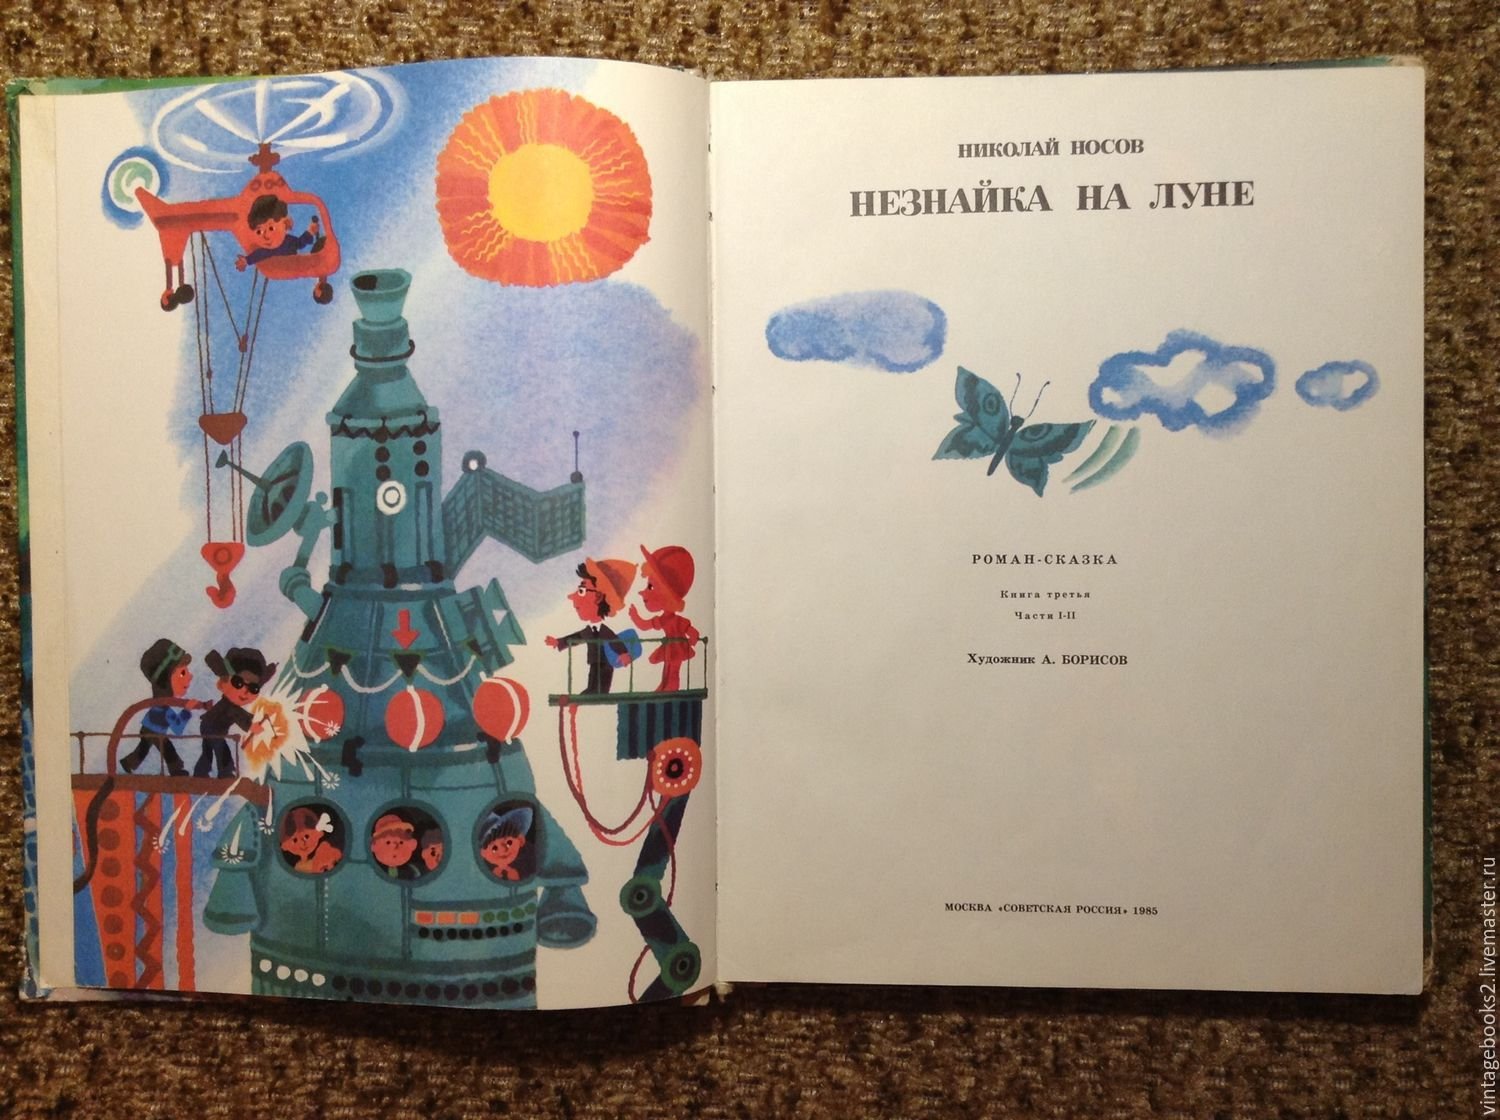 НИКОЛАЙ НОСОВ
НЕЗНАЙКА НА ЛУНЕ
РОМАН-СКАЗКА
Книга третья
Части I-II
Художник А. БОРИСОВ
МОСКВА «СОВЕТСКАЯ РОССИЯ» 1985
vintagebooks2.livemaster.ru